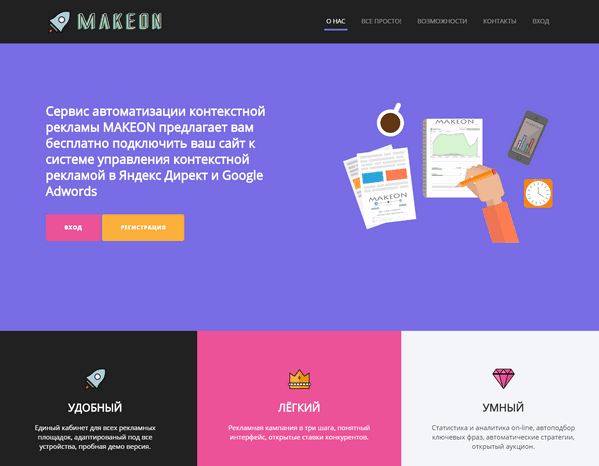 MAKEON
О НАС ВСЕ ПРОСТО! ВОЗМОЖНОСТИ КОНТАКТЫ ВХОД
Сервис автоматизации контекстной
рекламы MAKEON предлагает вам
бесплатно подключить ваш сайт к
системе управления контекстной
рекламой в Яндекс Директ и Google
Adwords
ВХОД РЕГИСТРАЦИЯ
MAKEON
MAKEON
УДОБНЫЙ
Единый кабинет для всех рекламных
площадок, адаптированый под все
устройства, пробная демо версия.
ЛЁГКИЙ
Рекламная кампания в три шага, понятный
интерфейс, открытые ставки конкурентов.
УМНЫЙ
Статистика и аналитика on-line, автоподбор
ключевых фраз, автоматические стратегии,
открытый аукцион.